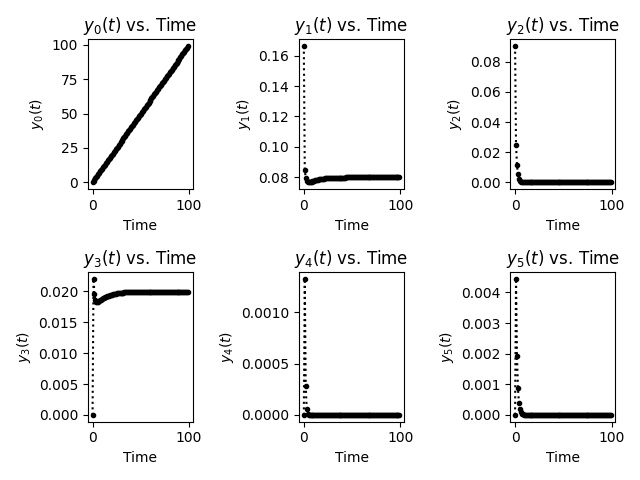 y₀(t) vs. Time
100
75
50
25
0
y₀(t)
0
100
Time
y₁(t) vs. Time
0.16
0.14
0.12
0.10
0.08
y₁(t)
0
100
Time
y₂(t) vs. Time
0.08
0.06
0.04
0.02
0.00
y₂(t)
0
100
Time
y₃(t) vs. Time
0.020
0.015
0.010
0.005
0.000
y₃(t)
0
100
Time
y₄(t) vs. Time
0.0010
0.0005
0.0000
y₄(t)
0
100
Time
y₅(t) vs. Time
0.004
0.003
0.002
0.001
0.000
y₅(t)
0
100
Time